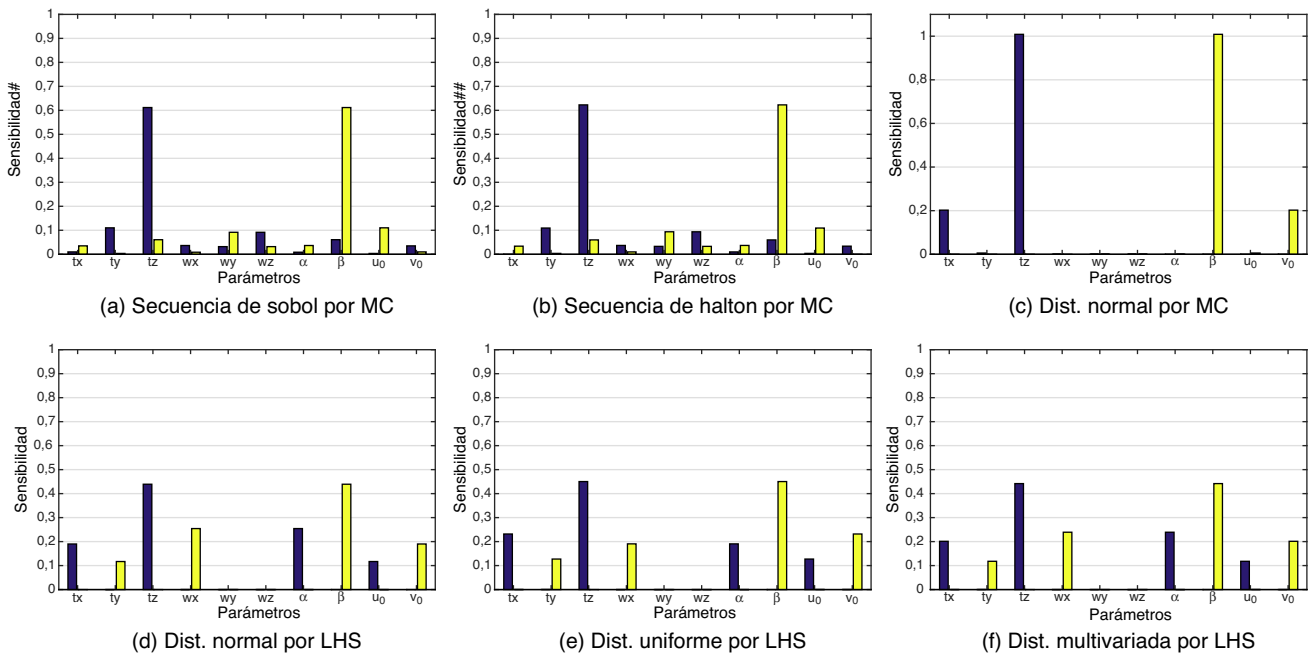 1
0,9
0,8
0,7
0,6
0,5
0,4
0,3
0,2
0,1
0
Sensibilidad#
tx ty tz wx wy wz α β u0 v0
Parámetros
(a) Secuencia de sobol por MC
1
0,9
0,8
0,7
0,6
0,5
0,4
0,3
0,2
0,1
0
Sensibilidad##
tx ty tz wx wy wz α β u0 v0
Parámetros
(b) Secuencia de halton por MC
1
0,8
0,6
0,4
0,2
0
Sensibilidad
tx ty tz wx wy wz α β u0 v0
Parámetros
(c) Dist. normal por MC
1
0,9
0,8
0,7
0,6
0,5
0,4
0,3
0,2
0,1
0
Sensibilidad
tx ty tz wx wy wz α β u0 v0
Parámetros
(d) Dist. normal por LHS
1
0,9
0,8
0,7
0,6
0,5
0,4
0,3
0,2
0,1
0
Sensibilidad
tx ty tz wx wy wz α β u0 v0
Parámetros
(e) Dist. uniforme por LHS
1
0,9
0,8
0,7
0,6
0,5
0,4
0,3
0,2
0,1
0
Sensibilidad
tx ty tz wx wy wz α β u0 v0
Parámetros
(f) Dist. multivariada por LHS